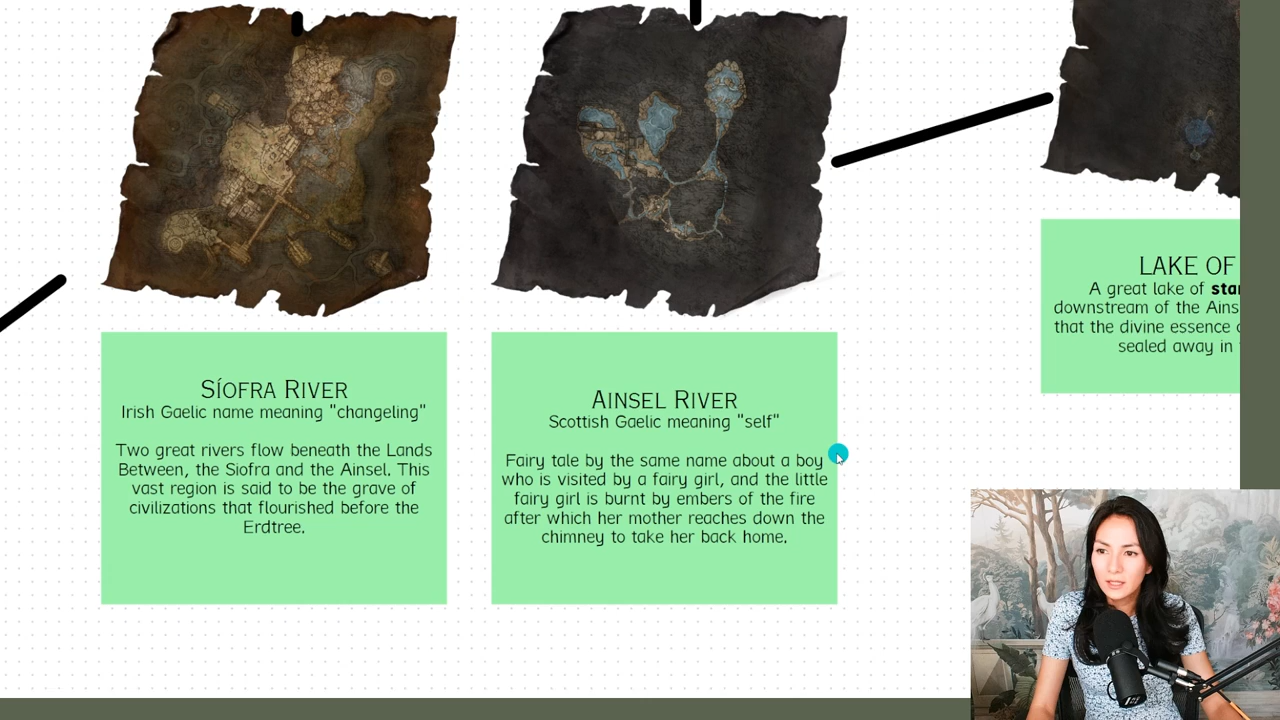 SÍOFRA RIVER
Irish Gaelic name meaning "changeling"
Two great rivers flow beneath the Lands
Between, the Siofra and the Ainsel. This
vast region is said to be the grave of
civilizations that flourished before the
Erdtree.
AINSEL RIVER
Scottish Gaelic meaning "self"
Fairy tale by the same name about a boy
who is visited by a fairy girl, and the little
fairy girl is burnt by embers of the fire
after which her mother reaches down the
chimney to take her back home.
LAKE OF
A great lake of
downstream of the
that the divine essence
sealed away in